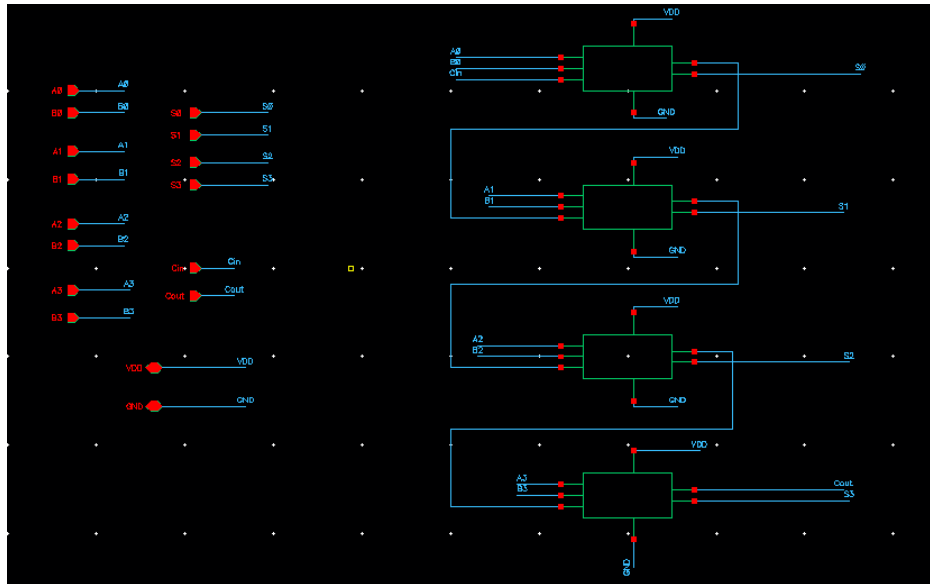 VDD
A0
B0
Cin
S0
GND
A0 A0
B0 B0
S0 S0
S1 S1
A1 A1
B1 B1
S2 S2
S3 S3
A2 A2
B2 B2
Cin Cin
Cout Cout
A3 A3
B3 B3
VDD VDD
GND GND
VDD
A1
B1
S1
GND
VDD
A2
B2
S2
GND
VDD
A3
B3
Cout
S3
GND